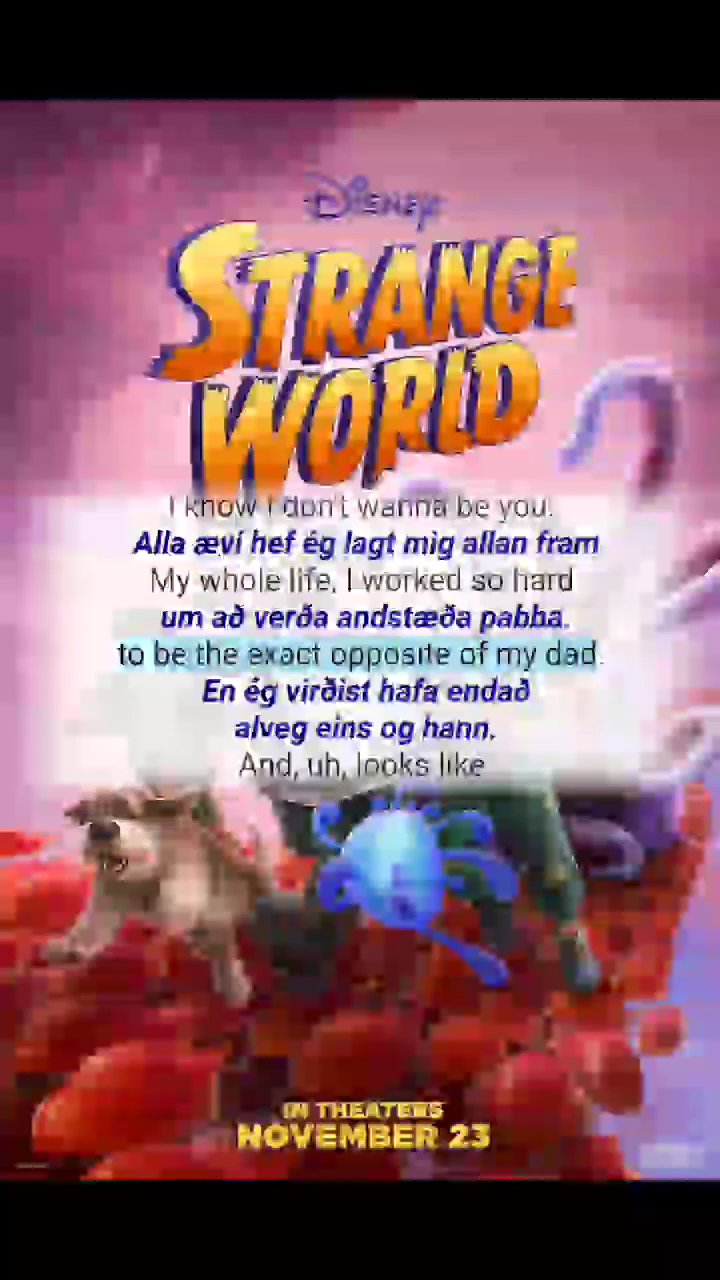 Disney
STRANGE
WORLD
I know I don't wanna be you.
Alla ævi hef ég lagt mig allan fram
My whole life, I worked so hard
um að verða andstæða pabba.
to be the exact opposite of my dad.
En ég virðist hafa endað
alveg eins og hann.
And, uh, looks like
IN THEATERS
NOVEMBER 23